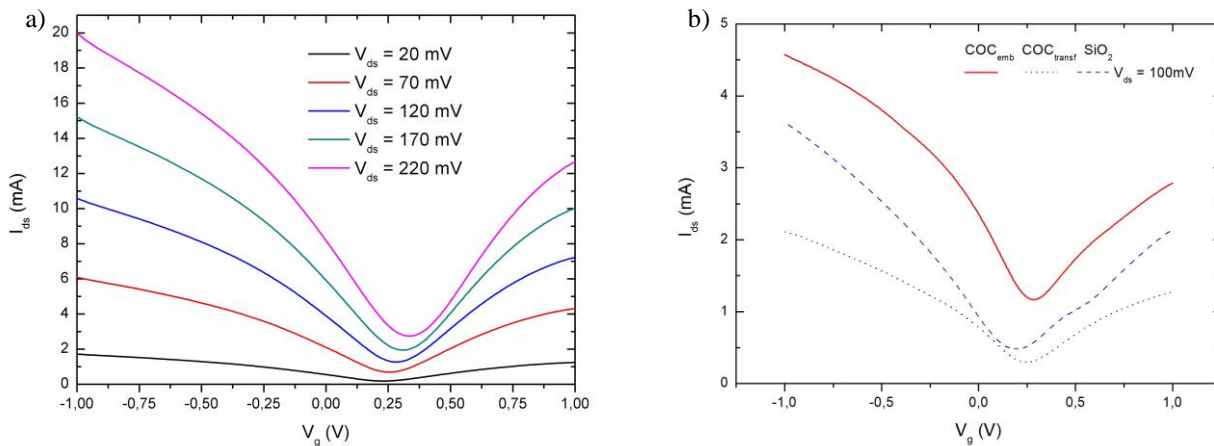 a)
I_ds (mA)
20
18
16
14
12
10
8
6
4
2
0
V_ds = 20 mV
V_ds = 70 mV
V_ds = 120 mV
V_ds = 170 mV
V_ds = 220 mV
-1,00 -0,75 -0,50 -0,25 0,00 0,25 0,50 0,75 1,00
V_g (V)
b)
I_ds (mA)
5
4
3
2
1
0
COC_emb COC_transf SiO_2
V_ds = 100mV
-1,0 -0,5 0,0 0,5 1,0
V_g (V)